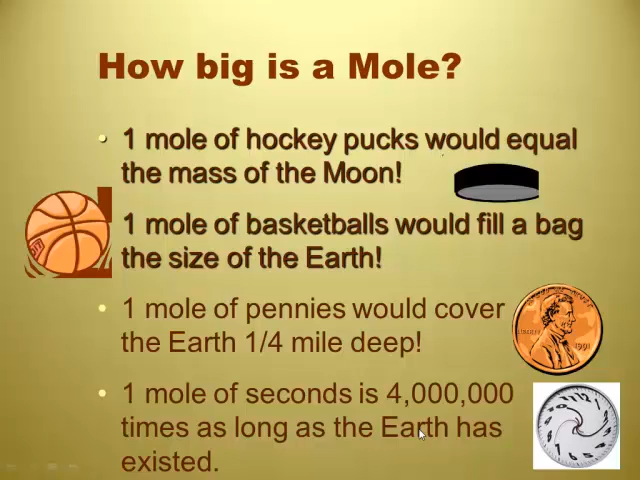 How big is a Mole?
• 1 mole of hockey pucks would equal
the mass of the Moon!
1 mole of basketballs would fill a bag
the size of the Earth!
• 1 mole of pennies would cover
the Earth 1/4 mile deep!
• 1 mole of seconds is 4,000,000
times as long as the Earth has
existed.